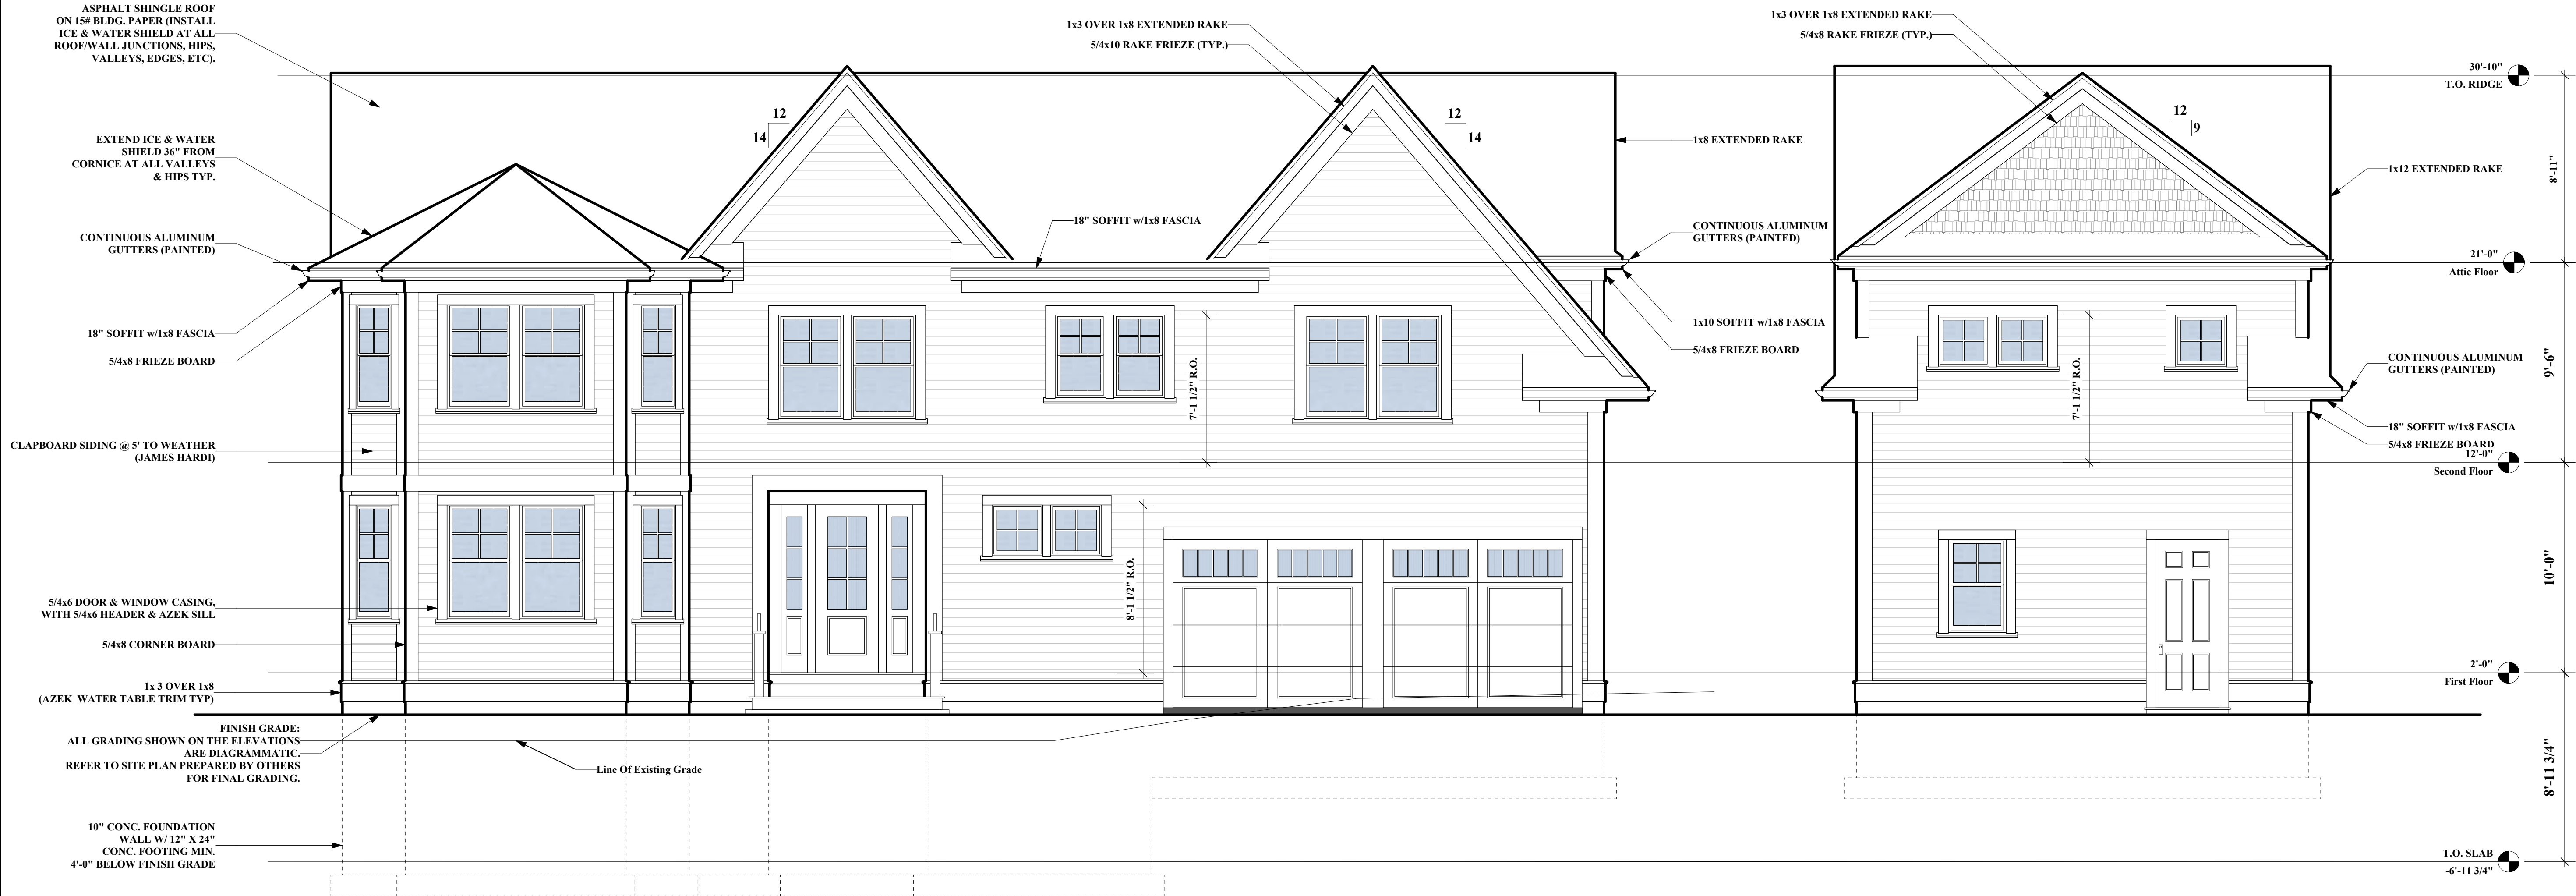 ASPHALT SHINGLE ROOF
ON 15# BLDG. PAPER (INSTALL
ICE & WATER SHIELD AT ALL
ROOF/WALL JUNCTIONS, HIPS,
VALLEYS, EDGES, ETC).
EXTEND ICE & WATER
SHIELD 36" FROM
CORNICE AT ALL VALLEYS
& HIPS TYP.
CONTINUOUS ALUMINUM
GUTTERS (PAINTED)
18" SOFFIT w/1x8 FASCIA
5/4x8 FRIEZE BOARD
CLAPBOARD SIDING @ 5' TO WEATHER
(JAMES HARDI)
5/4x6 DOOR & WINDOW CASING,
WITH 5/4x6 HEADER & AZEK SILL
5/4x8 CORNER BOARD
1x 3 OVER 1x8
(AZEK WATER TABLE TRIM TYP)
FINISH GRADE:
ALL GRADING SHOWN ON THE ELEVATIONS
ARE DIAGRAMMATIC.
REFER TO SITE PLAN PREPARED BY OTHERS
FOR FINAL GRADING.
10" CONC. FOUNDATION
WALL W/ 12" X 24"
CONC. FOOTING MIN.
4'-0" BELOW FINISH GRADE
Line Of Existing Grade
12
14
1x3 OVER 1x8 EXTENDED RAKE
5/4x10 RAKE FRIEZE (TYP.)
12
14
18" SOFFIT w/1x8 FASCIA
7'-1 1/2" R.O.
8'-1 1/2" R.O.
1x8 EXTENDED RAKE
CONTINUOUS ALUMINUM
GUTTERS (PAINTED)
1x10 SOFFIT w/1x8 FASCIA
5/4x8 FRIEZE BOARD
1x3 OVER 1x8 EXTENDED RAKE
5/4x8 RAKE FRIEZE (TYP.)
12
9
7'-1 1/2" R.O.
1x12 EXTENDED RAKE
CONTINUOUS ALUMINUM
GUTTERS (PAINTED)
18" SOFFIT w/1x8 FASCIA
5/4x8 FRIEZE BOARD
30'-10"
T.O. RIDGE
8'-11"
21'-0"
Attic Floor
9'-6"
12'-0"
Second Floor
10'-0"
2'-0"
First Floor
8'-11 3/4"
T.O. SLAB
-6'-11 3/4"